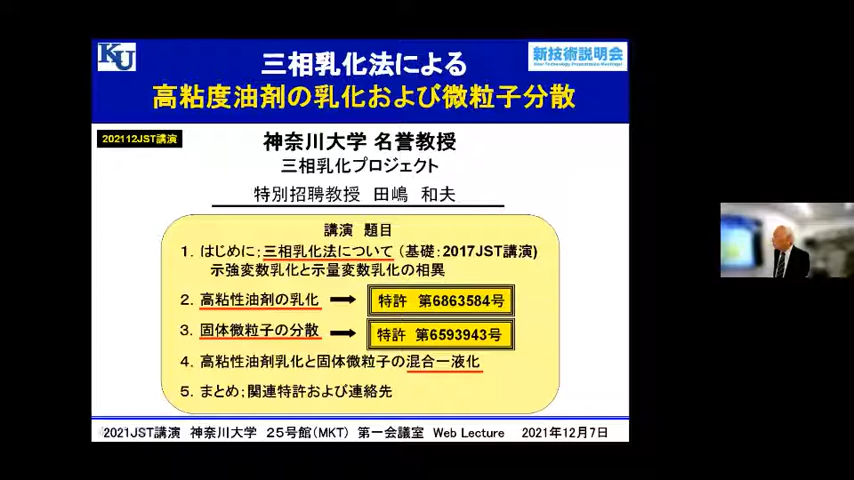 KU
三相乳化法による
新技術説明会
New Technology Presentation Meetings!
高粘度油剤の乳化および微粒子分散
202112JST講演
神奈川大学 名誉教授
三相乳化プロジェクト
特別招聘教授 田嶋 和夫
講演 題目
1. はじめに;三相乳化法について (基礎:2017JST講演)
示強変数乳化と示量変数乳化の相異
2. 高粘性油剤の乳化 → 特許 第6863584号
3. 固体微粒子の分散 → 特許 第6593943号
4. 高粘性油剤乳化と固体微粒子の混合一液化
5. まとめ;関連特許および連絡先
2021JST講演 神奈川大学 25号館(MKT) 第一会議室 Web Lecture 2021年12月7日